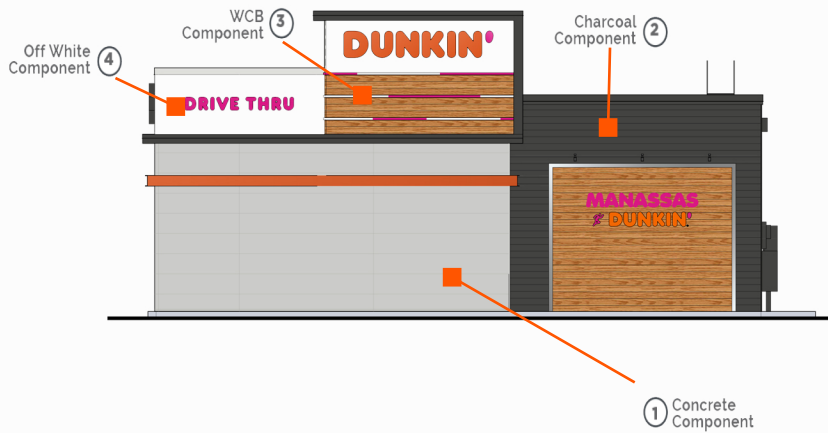 WCB
Component
3
Charcoal
Component
2
Off White
Component
4
DUNKIN'
DRIVE THRU
MANASSAS
DUNKIN'
1
Concrete
Component